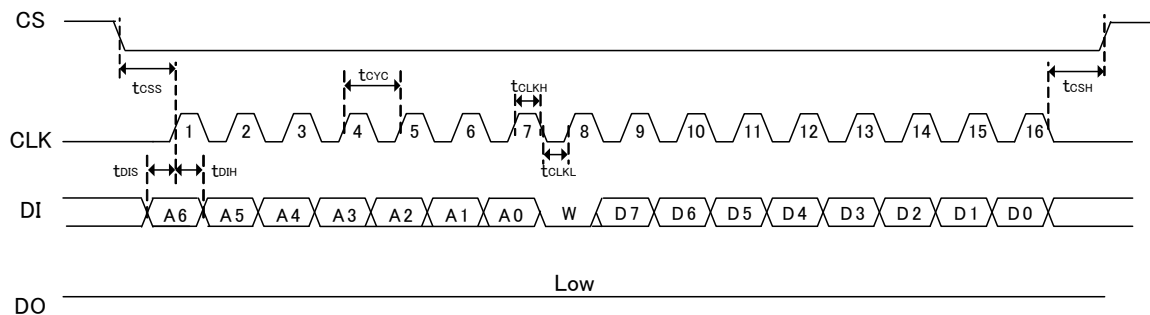 CS
tCSS
tCYC
tCLKH
tCSH
CLK
1 2 3 4 5 6 7 8 9 10 11 12 13 14 15 16
tDIS
tDIH
tCLKL
DI
A6 A5 A4 A3 A2 A1 A0 W D7 D6 D5 D4 D3 D2 D1 D0
Low
DO